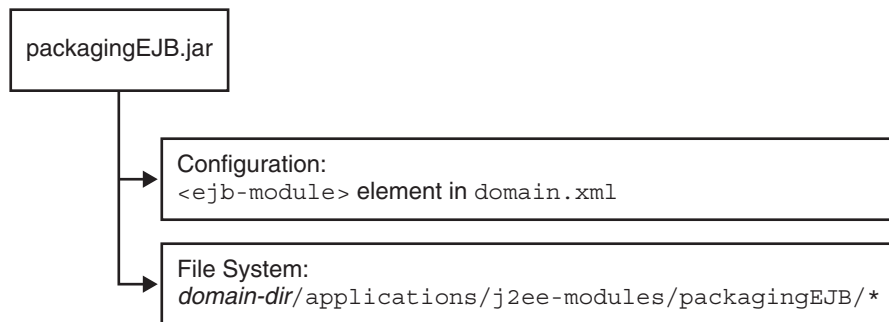 packagingEJB.jar
Configuration:
<ejb-module> element in domain.xml
File System:
domain-dir/applications/j2ee-modules/packagingEJB/*